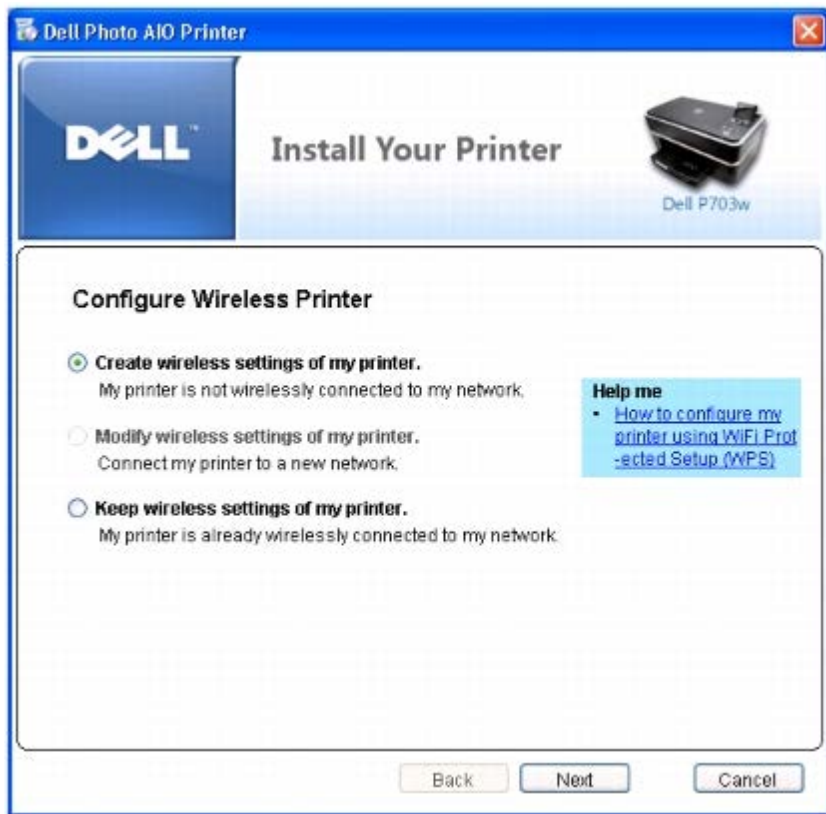 Dell Photo AIO Printer
DELL™
Install Your Printer
Dell P703w
Configure Wireless Printer
Create wireless settings of my printer.
My printer is not wirelessly connected to my network.
Modify wireless settings of my printer.
Connect my printer to a new network.
Keep wireless settings of my printer.
My printer is already wirelessly connected to my network
Help me
• How to configure my
printer using WiFi Prot
-ected Setup (WPS)
Back
Next
Cancel